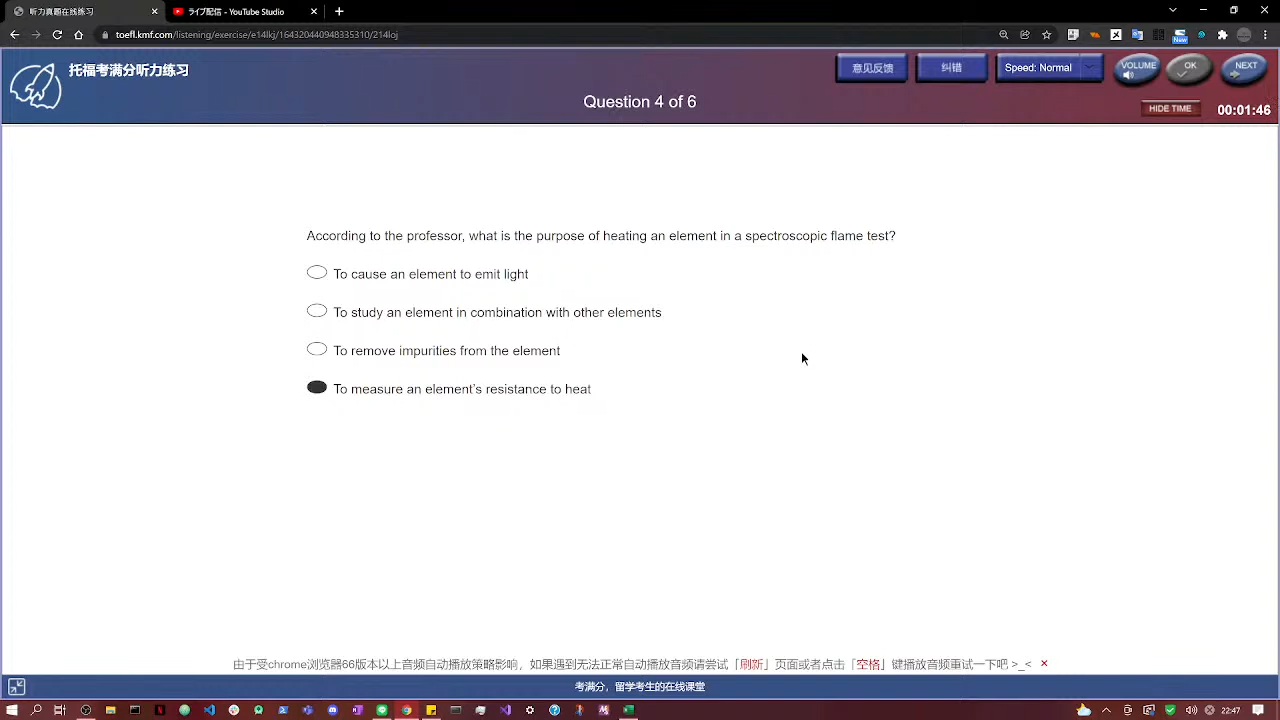 听力真题在线练习
ライブ配信 - YouTube Studio
toefl.kmf.com/listening/exercise/e14lkj/164320440948335310/214loj
New
托福考满分听力练习
意见反馈
纠错
Speed: Normal
VOLUME
OK
NEXT
Question 4 of 6
HIDE TIME
00:01:46
According to the professor, what is the purpose of heating an element in a spectroscopic flame test?
To cause an element to emit light
To study an element in combination with other elements
To remove impurities from the element
To measure an element's resistance to heat
由于受chrome浏览器66版本以上音频自动播放策略影响，如果遇到无法正常自动播放音频请尝试「刷新」页面或者点击「空格」键播放音频重试一下吧 >_<
考满分，留学考生的在线课堂
22:47